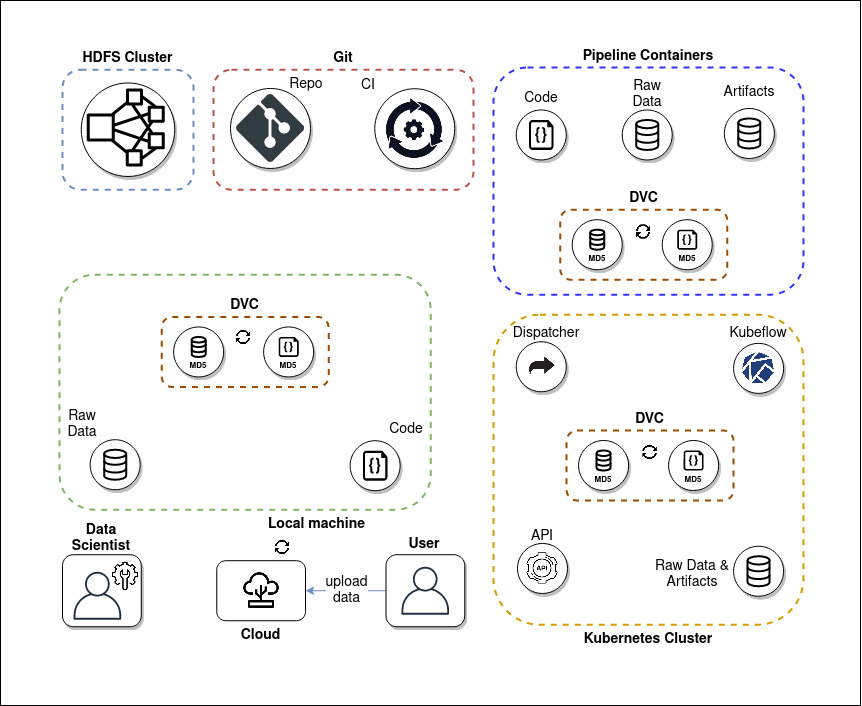 HDFS Cluster
Git
Repo
CI
Pipeline Containers
Code
Raw
Data
Artifacts
DVC
{}
MD5
{}
MD5
DVC
MD5
{}
MD5
Raw
Data
Code
{}
Local machine
Dispatcher
Kubeflow
DVC
MD5
{}
MD5
API
API
Raw Data &
Artifacts
Kubernetes Cluster
Data
Scientist
Cloud
upload
data
User